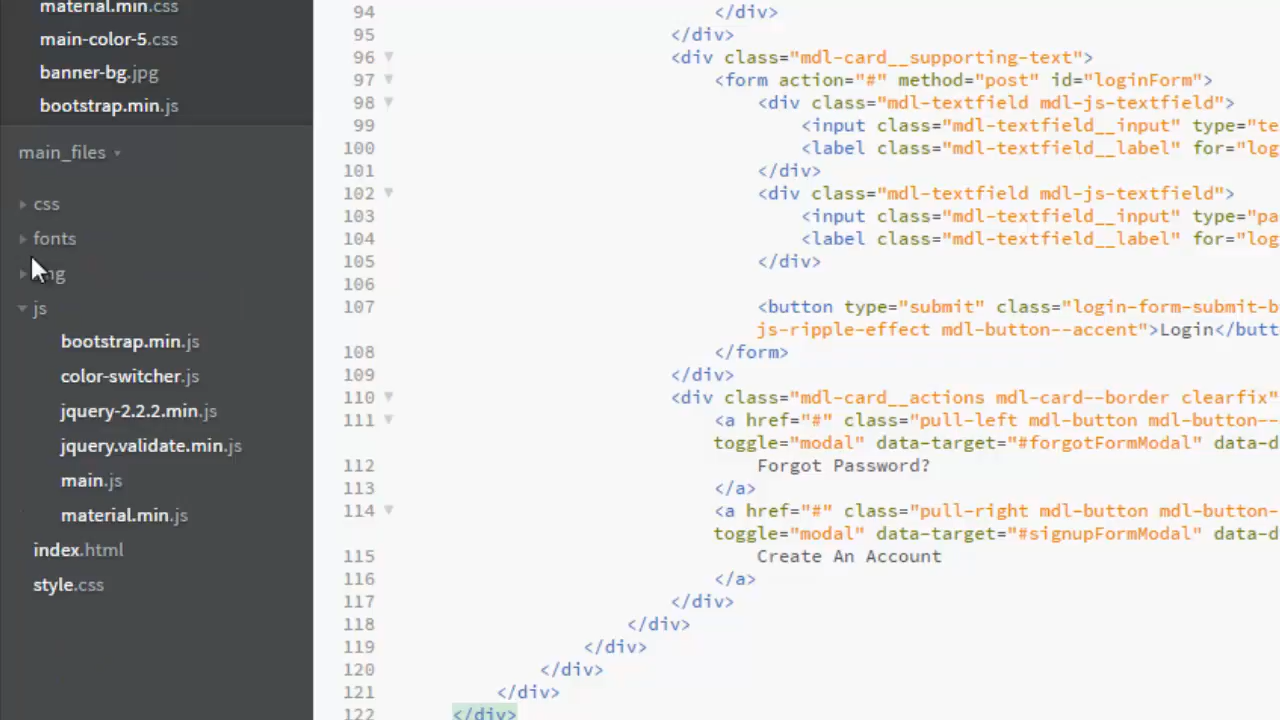 material.min.css
main-color-5.css
banner-bg.jpg
bootstrap.min.js
main_files
css
fonts
img
js
bootstrap.min.js
color-switcher.js
jquery-2.2.2.min.js
jquery.validate.min.js
main.js
material.min.js
index.html
style.css
94 </div>
95 </div>
96 <div class="mdl-card__supporting-text">
97 <form action="#" method="post" id="loginForm">
98 <div class="mdl-textfield mdl-js-textfield">
99 <input class="mdl-textfield__input" type="te
100 <label class="mdl-textfield__label" for="log
101 </div>
102 <div class="mdl-textfield mdl-js-textfield">
103 <input class="mdl-textfield__input" type="pa
104 <label class="mdl-textfield__label" for="log
105 </div>
106
107 <button type="submit" class="login-form-submit-b
js-ripple-effect mdl-button--accent">Login</butt
108 </form>
109 </div>
110 <div class="mdl-card__actions mdl-card--border clearfix"
111 <a href="#" class="pull-left mdl-button mdl-button--
toggle="modal" data-target="#forgotFormModal" data-d
112 Forgot Password?
113 </a>
114 <a href="#" class="pull-right mdl-button mdl-button-
toggle="modal" data-target="#signupFormModal" data-d
115 Create An Account
116 </a>
117 </div>
118 </div>
119 </div>
120 </div>
121 </div>
122 </div>